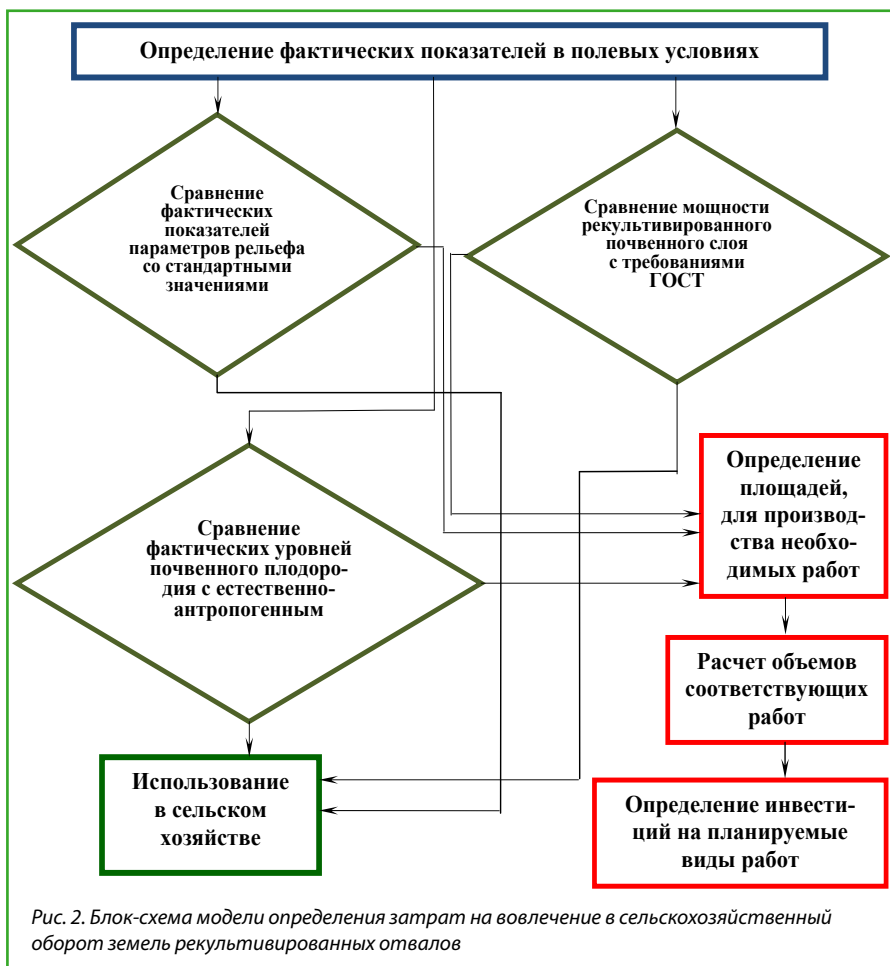 Определение фактических показателей в полевых условиях
Сравнение
фактических
показателей
параметров рельефа
со стандартными
значениями
Сравнение мощности
рекультивированного
почвенного слоя
с требованиями
ГОСТ
Сравнение
фактических уровней
почвенного плодоро-
дия с естественно-
антропогенным
Определение
площадей,
для производ-
ства необхо-
димых работ
Расчет объемов
соответствующих
работ
Использование
в сельском
хозяйстве
Определение инвести-
ций на планируемые
виды работ
Рис. 2. Блок-схема модели определения затрат на вовлечение в сельскохозяйственный
оборот земель рекультивированных отвалов